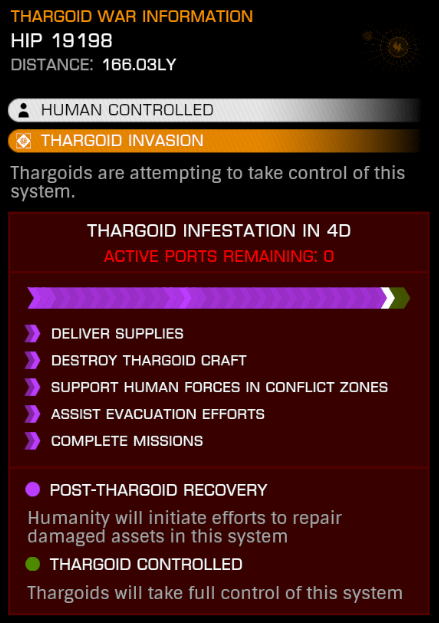 THARGOID WAR INFORMATION
HIP 19198
DISTANCE: 166.03LY
HUMAN CONTROLLED
THARGOID INVASION
Thargoids are attempting to take control of this
system.
THARGOID INFESTATION IN 4D
ACTIVE PORTS REMAINING: 0
DELIVER SUPPLIES
DESTROY THARGOID CRAFT
SUPPORT HUMAN FORCES IN CONFLICT ZONES
ASSIST EVACUATION EFFORTS
COMPLETE MISSIONS
POST-THARGOID RECOVERY
Humanity will initiate efforts to repair
damaged assets in this system
THARGOID CONTROLLED
Thargoids will take full control of this system